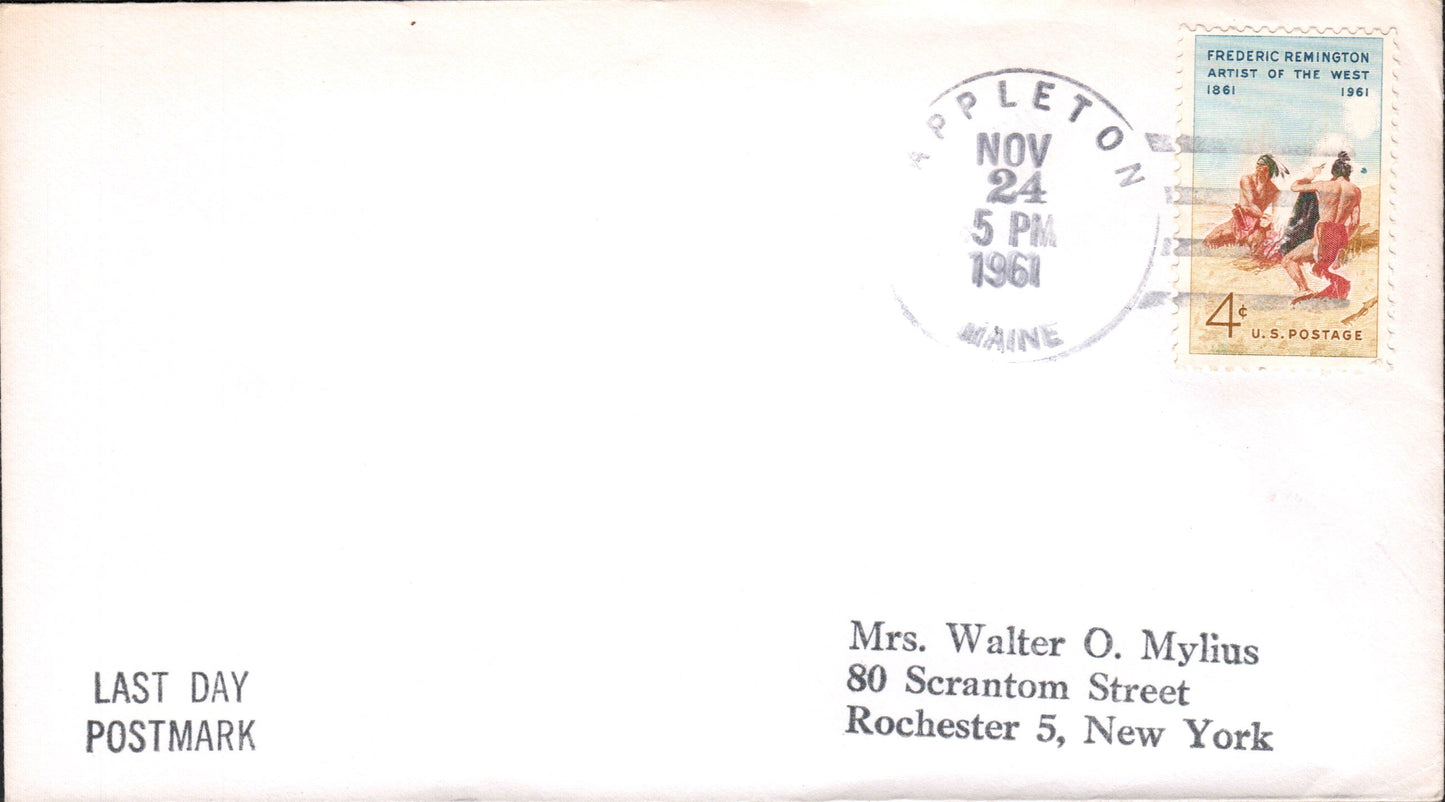 FREDERIC REMINGTON
ARTIST OF THE WEST
1861 1961
4¢ U.S. POSTAGE
APPLETON
NOV
24
5 PM
1961
MAINE
Mrs. Walter O. Mylius
80 Scrantom Street
Rochester 5, New York
LAST DAY
POSTMARK